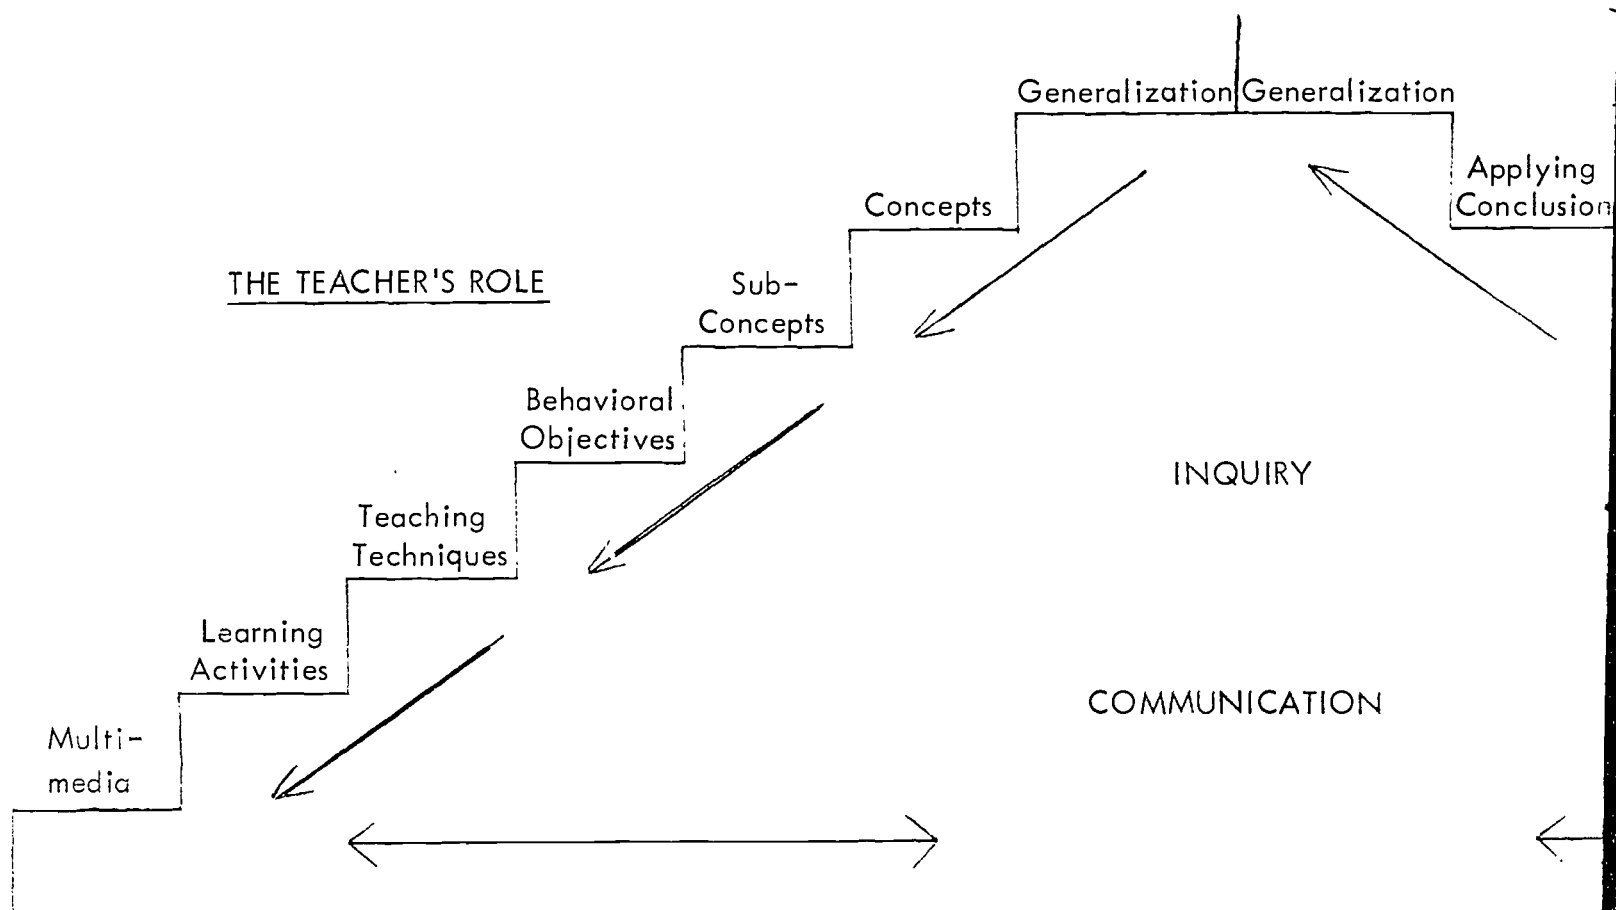 Generalization Generalization
Applying
Conclusion
Concepts
THE TEACHER'S ROLE
Sub-
Concepts
Behavioral
Objectives
INQUIRY
Teaching
Techniques
Learning
Activities
COMMUNICATION
Multi-
media